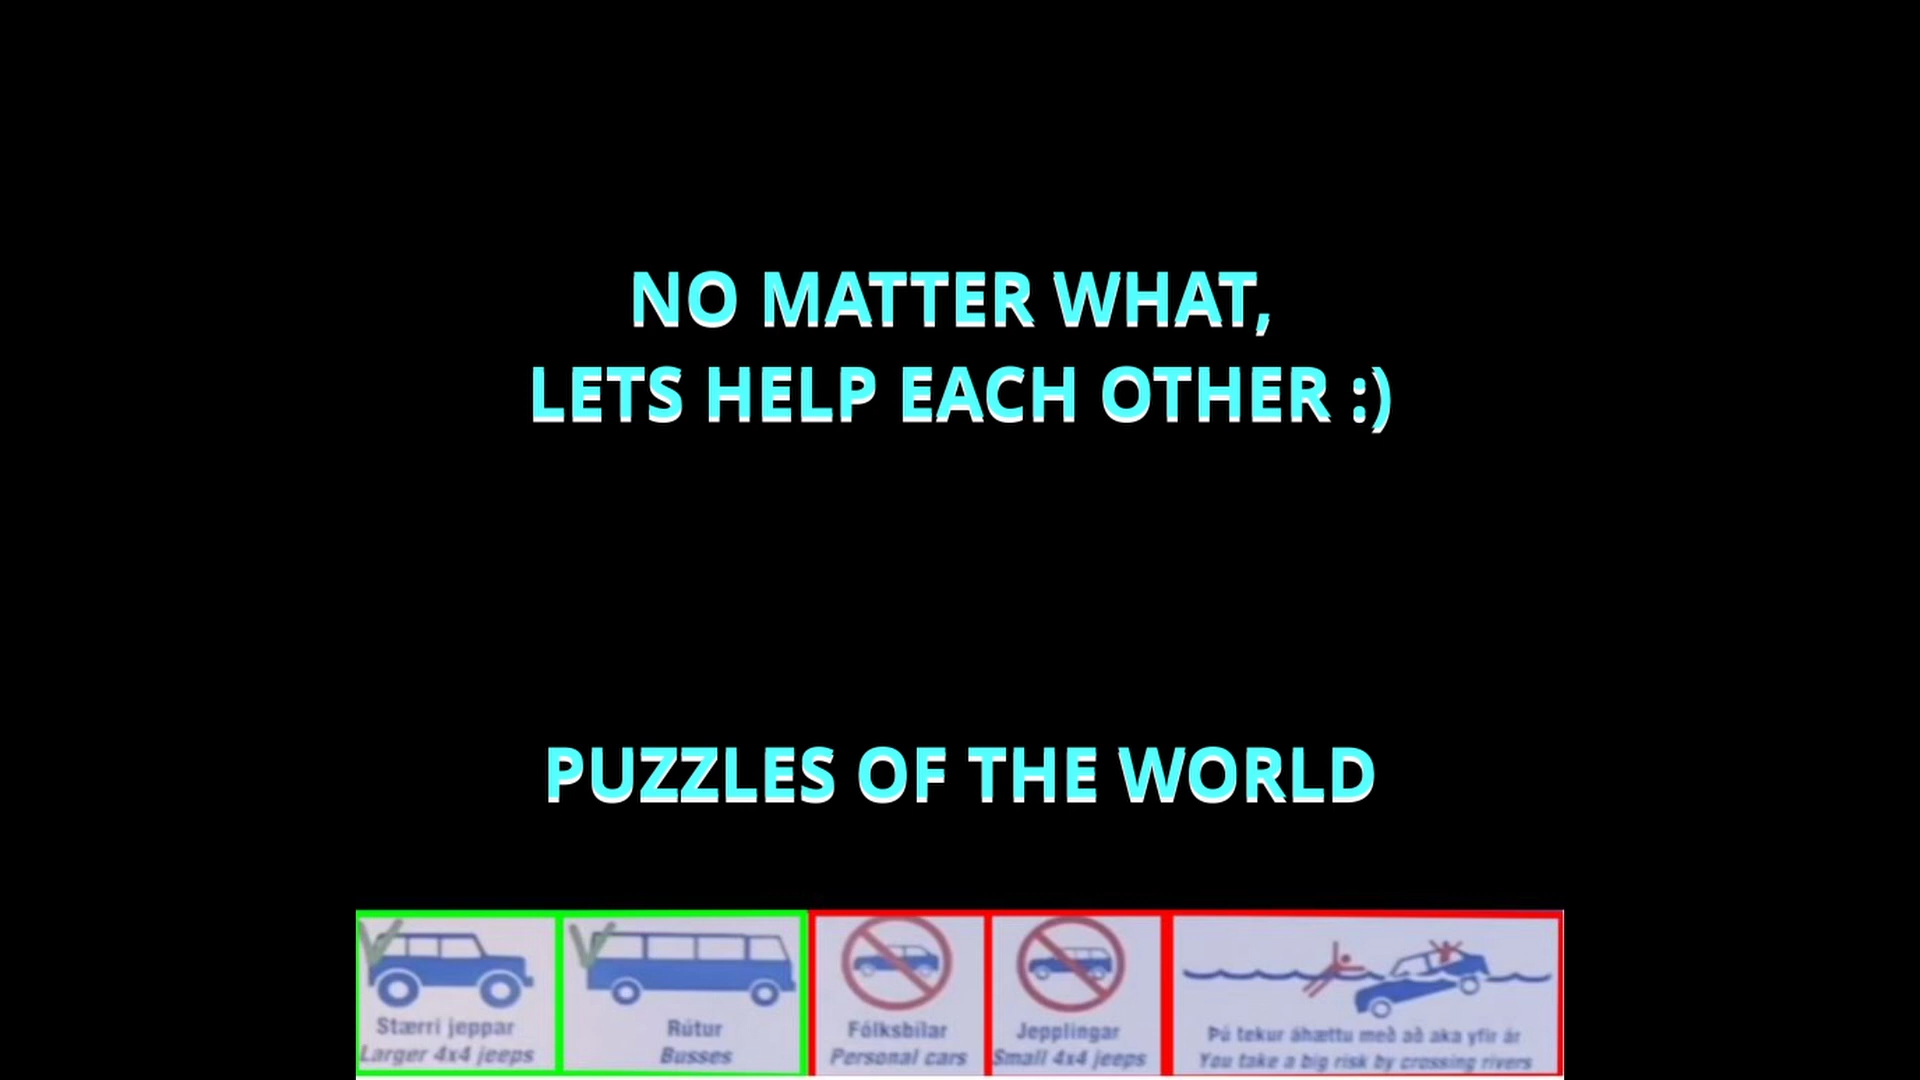 NO MATTER WHAT,
LETS HELP EACH OTHER :)
PUZZLES OF THE WORLD
Stærri jeppar
Larger 4x4 jeeps
Rútur
Busses
Fólksbílar
Personal cars
Jepplingar
Small 4x4 jeeps
Þú tekur áhættu með að aka yfir ár
You take a big risk by crossing rivers